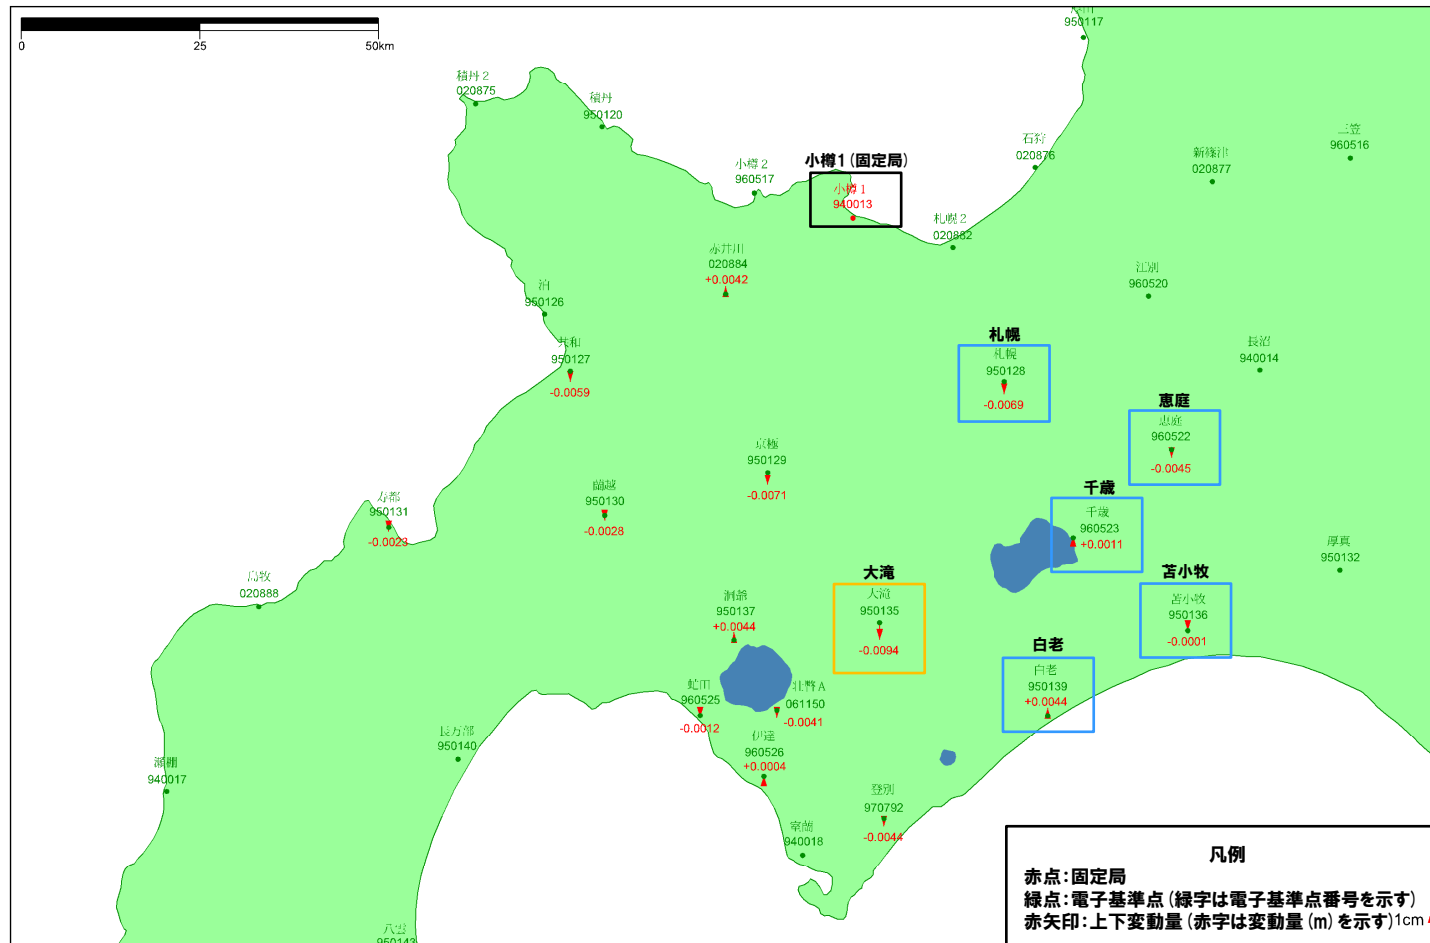 0
25
50km
950117
積丹２
020875
積丹
950120
小樽２
960517
小樽1(固定局)
小樽１
940013
石狩
020876
新篠津
020877
三笠
960516
札幌２
020882
赤井川
020884
+0.0042
江別
960520
泊
950126
共和
950127
-0.0059
札幌
札幌
950128
-0.0069
長沼
940014
恵庭
恵庭
960522
-0.0045
京極
950129
-0.0071
蘭越
950130
-0.0028
寿都
950131
-0.0023
千歳
千歳
960523
+0.0011
厚真
950132
島牧
020888
大滝
大滝
950135
-0.0094
洞爺
950137
+0.0044
苫小牧
苫小牧
950136
-0.0001
白老
白老
950139
+0.0044
虻田
960525
-0.0012
壮瞥Ａ
061150
-0.0041
伊達
960526
+0.0004
長万部
950140
瀬棚
940017
登別
970792
-0.0044
室蘭
940018
八雲
950143
凡例
赤点：固定局
緑点：電子基準点（緑字は電子基準点番号を示す）
赤矢印：上下変動量（赤字は変動量（m）を示す）1cm